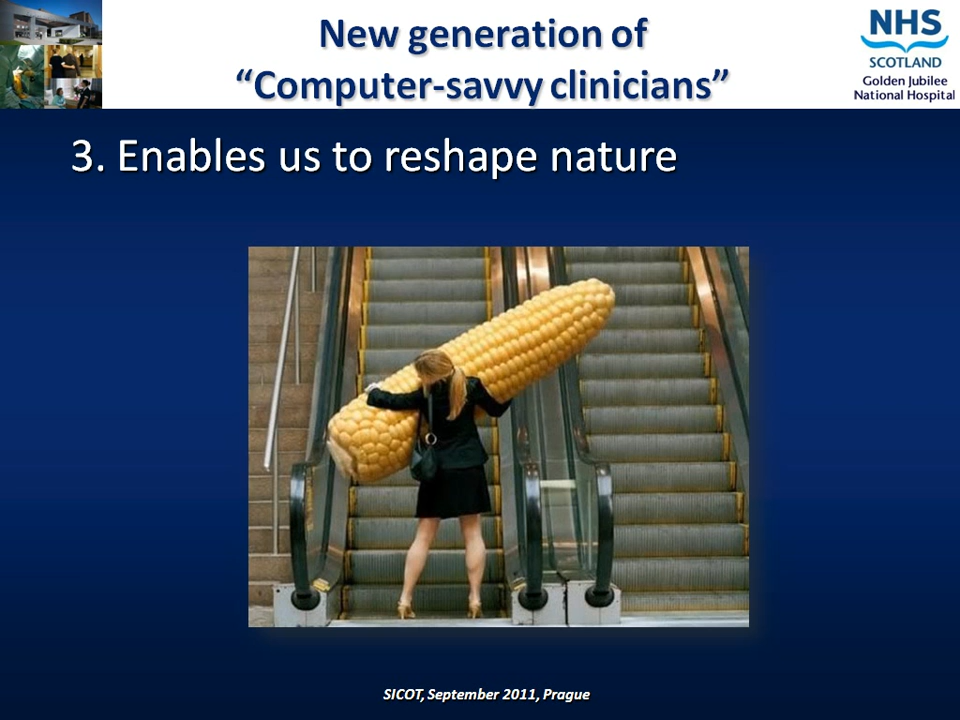 New generation of
“Computer-savvy clinicians”
NHS
SCOTLAND
Golden Jubilee
National Hospital
3. Enables us to reshape nature
SICOT, September 2011, Prague